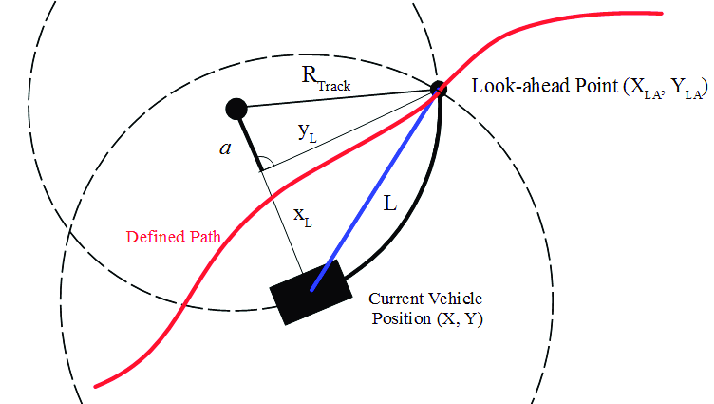 R_Track
Look-ahead Point (X_LA, Y_LA)
y_L
a
x_L
L
Defined Path
Current Vehicle
Position (X, Y)